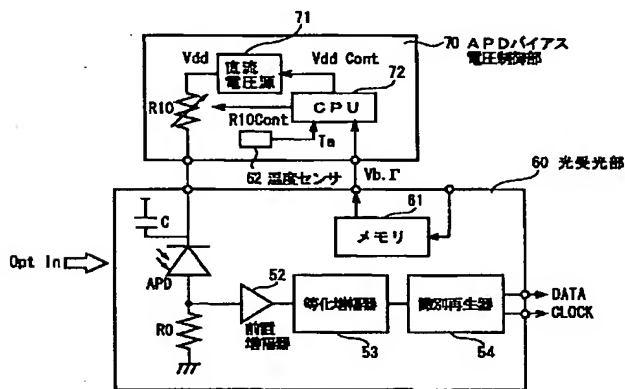 71
70 APDバイアス
電圧制御部
Vdd
直流
電圧源
Vdd Cont
72
R10
CPU
R10Cont
Ta
62 温度センサ
Vb.Γ
60 光受光部
61
メモリ
C
Opt In
APD
52
前置
増幅器
等化増幅器
53
識別再生器
54
DATA
CLOCK
R0